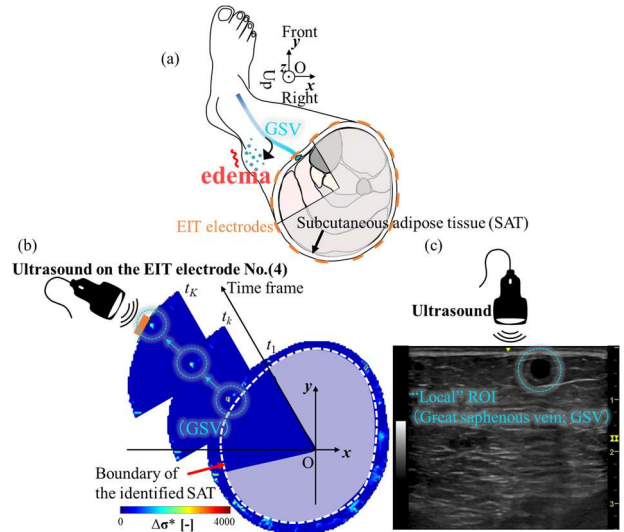 (a)
Front
y
z
O
x
Up
Right
GSV
edema
EIT electrodes
Subcutaneous adipose tissue (SAT)
(b)
Ultrasound on the EIT electrode No.(4)
tK
Time frame
tk
t1
(GSV)
y
x
O
Boundary of
the identified SAT
0
Δσ* [-]
4000
(c)
Ultrasound
"Local" ROI
(Great saphenous vein, GSV)
1
2
3